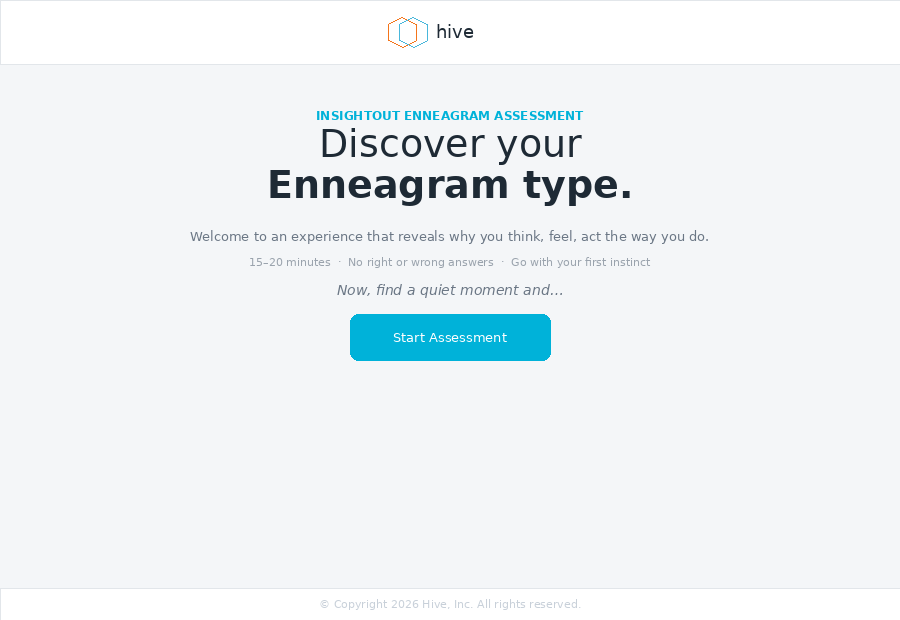 hive
INSIGHTOUT ENNEAGRAM ASSESSMENT
Discover your
Enneagram type.
Welcome to an experience that reveals why you think, feel, act the way you do.
15–20 minutes · No right or wrong answers · Go with your first instinct
Now, find a quiet moment and...
Start Assessment
© Copyright 2026 Hive, Inc. All rights reserved.